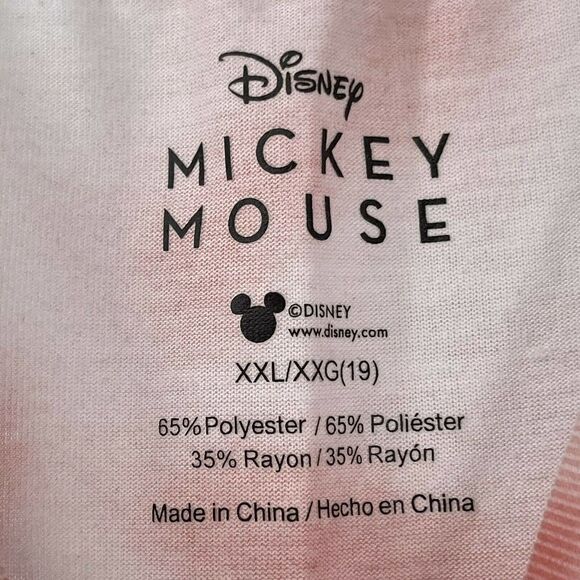 Disney
MICKEY
MOUSE
©DISNEY
www.disney.com
XXL/XXG(19)
65% Polyester / 65% Poliéster
35% Rayon / 35% Rayón
Made in China / Hecho en China